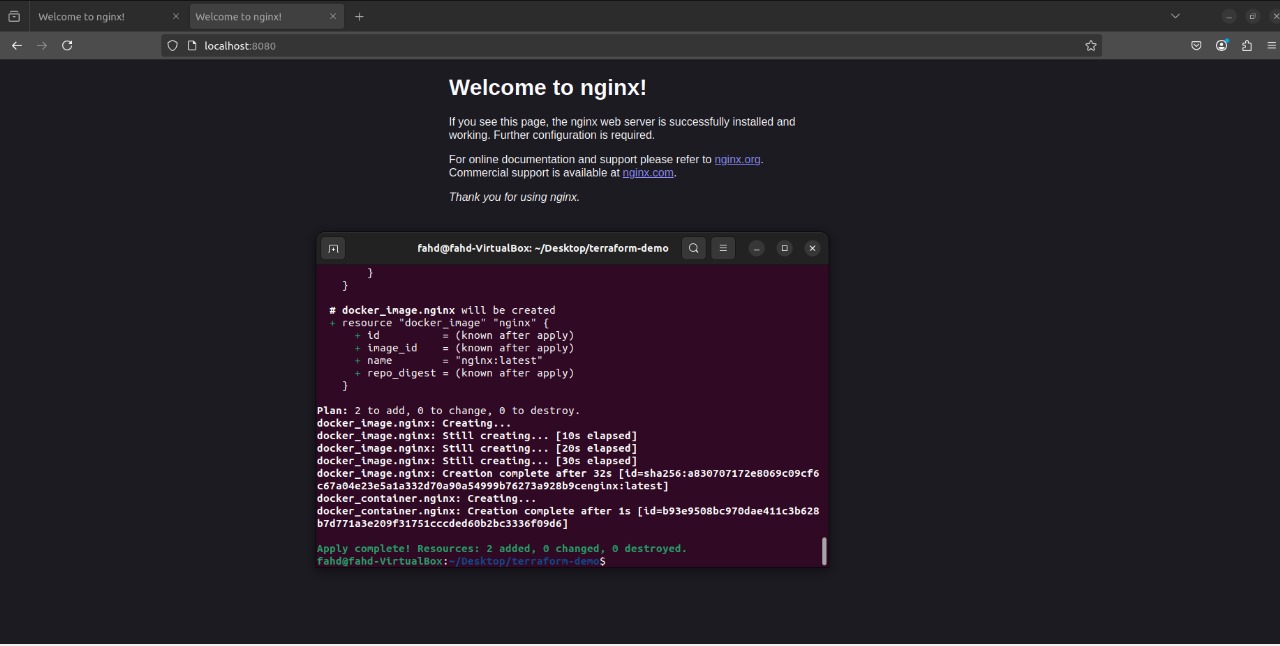 Welcome to nginx!
Welcome to nginx!
localhost:8080
Welcome to nginx!
If you see this page, the nginx web server is successfully installed and
working. Further configuration is required.
For online documentation and support please refer to nginx.org.
Commercial support is available at nginx.com.
Thank you for using nginx.
fahd@fahd-VirtualBox: ~/Desktop/terraform-demo
}
}
# docker_image.nginx will be created
+ resource "docker_image" "nginx" {
+ id = (known after apply)
+ image_id = (known after apply)
+ name = "nginx:latest"
+ repo_digest = (known after apply)
}
Plan: 2 to add, 0 to change, 0 to destroy.
docker_image.nginx: Creating...
docker_image.nginx: Still creating... [10s elapsed]
docker_image.nginx: Still creating... [20s elapsed]
docker_image.nginx: Still creating... [30s elapsed]
docker_image.nginx: Creation complete after 32s [id=sha256:a830707172e8069c09cf6
c67a04e23e5a1a332d70a90a54999b76273a928b9cenginx:latest]
docker_container.nginx: Creating...
docker_container.nginx: Creation complete after 1s [id=b93e9508bc970dae411c3b628
b7d771a3e209f31751cccded60b2bc3336f09d6]
Apply complete! Resources: 2 added, 0 changed, 0 destroyed.
fahd@fahd-VirtualBox:~/Desktop/terraform-demo$